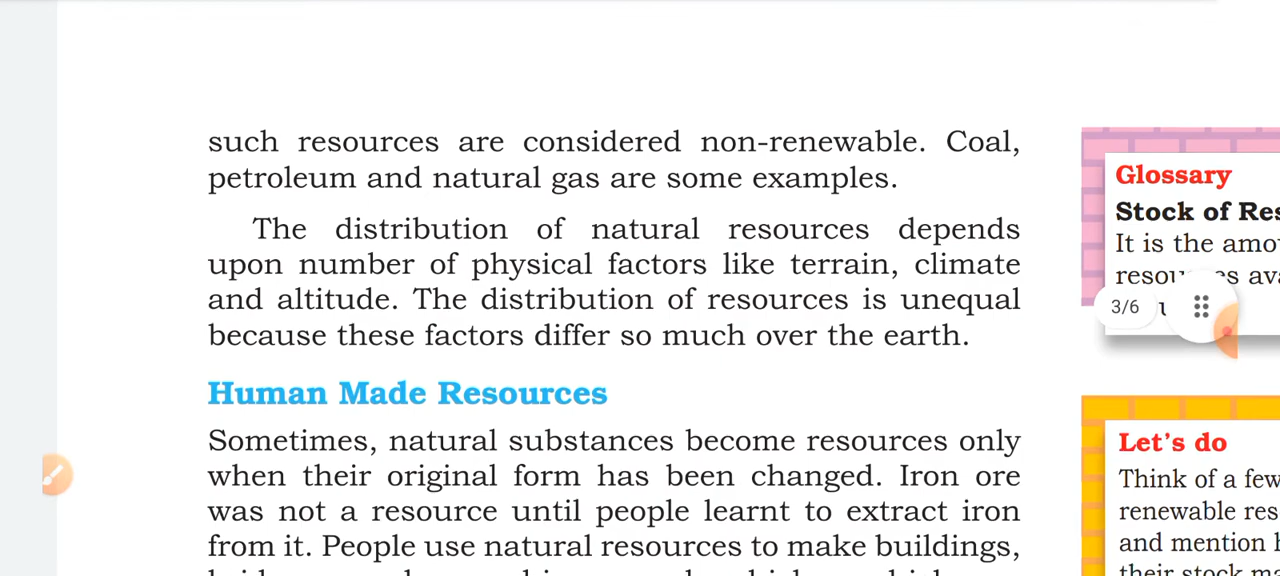 such resources are considered non-renewable. Coal,
petroleum and natural gas are some examples.
The distribution of natural resources depends
upon number of physical factors like terrain, climate
and altitude. The distribution of resources is unequal
because these factors differ so much over the earth.
Human Made Resources
Sometimes, natural substances become resources only
when their original form has been changed. Iron ore
was not a resource until people learnt to extract iron
from it. People use natural resources to make buildings,
Glossary
Stock of Res
It is the amo
3/6
Let's do
Think of a few
renewable res
and mention
their stock